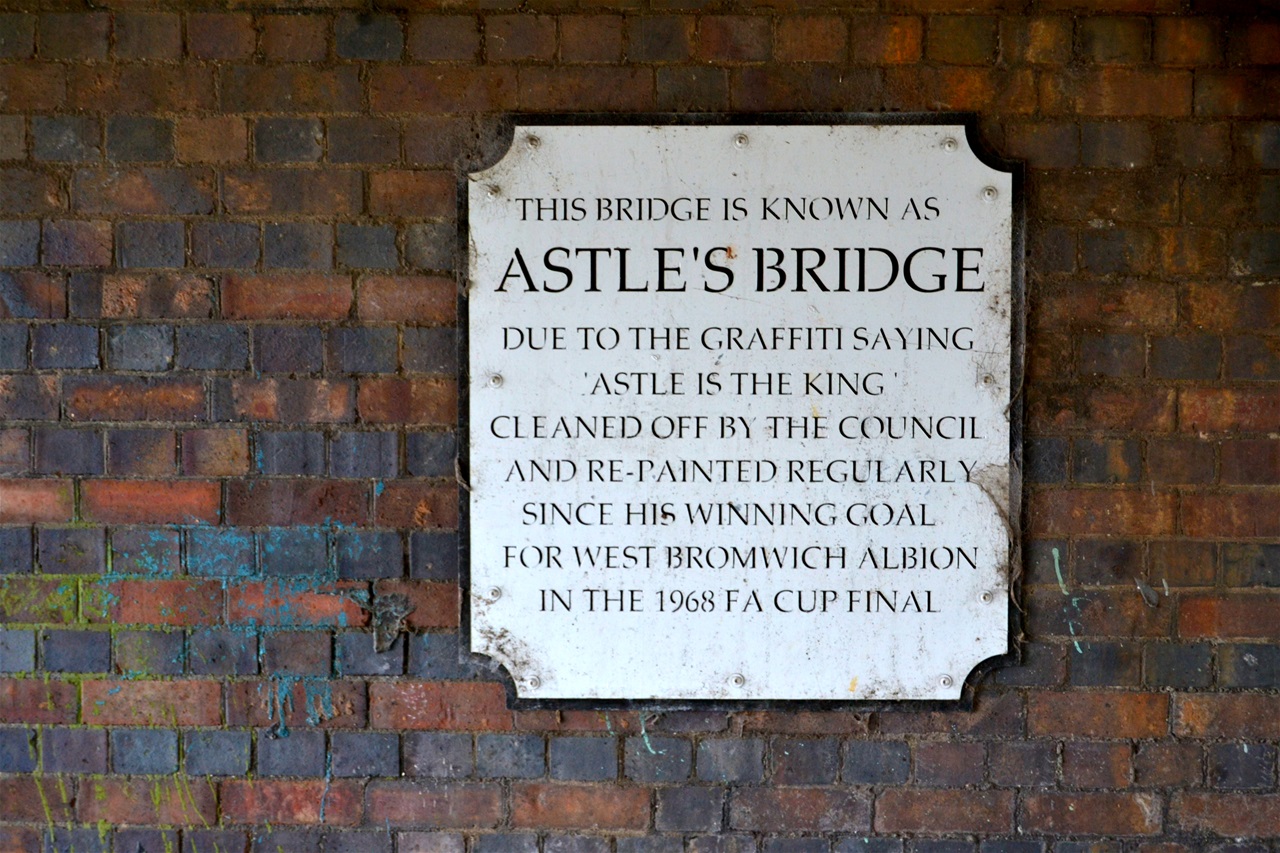 THIS BRIDGE IS KNOWN AS
ASTLE'S BRIDGE
DUE TO THE GRAFFITI SAYING
'ASTLE IS THE KING'
CLEANED OFF BY THE COUNCIL
AND RE-PAINTED REGULARLY
SINCE HIS WINNING GOAL
FOR WEST BROMWICH ALBION
IN THE 1968 FA CUP FINAL